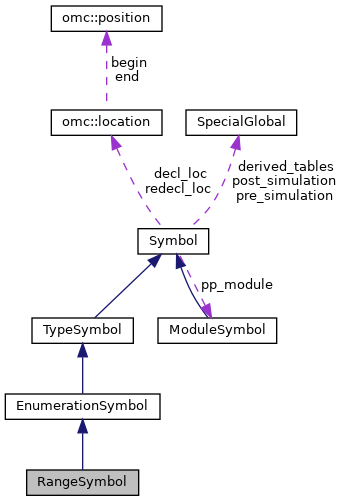 omc::position
begin
end
omc::location
SpecialGlobal
decl_loc
redecl_loc
derived_tables
post_simulation
pre_simulation
Symbol
pp_module
TypeSymbol
ModuleSymbol
EnumerationSymbol
RangeSymbol